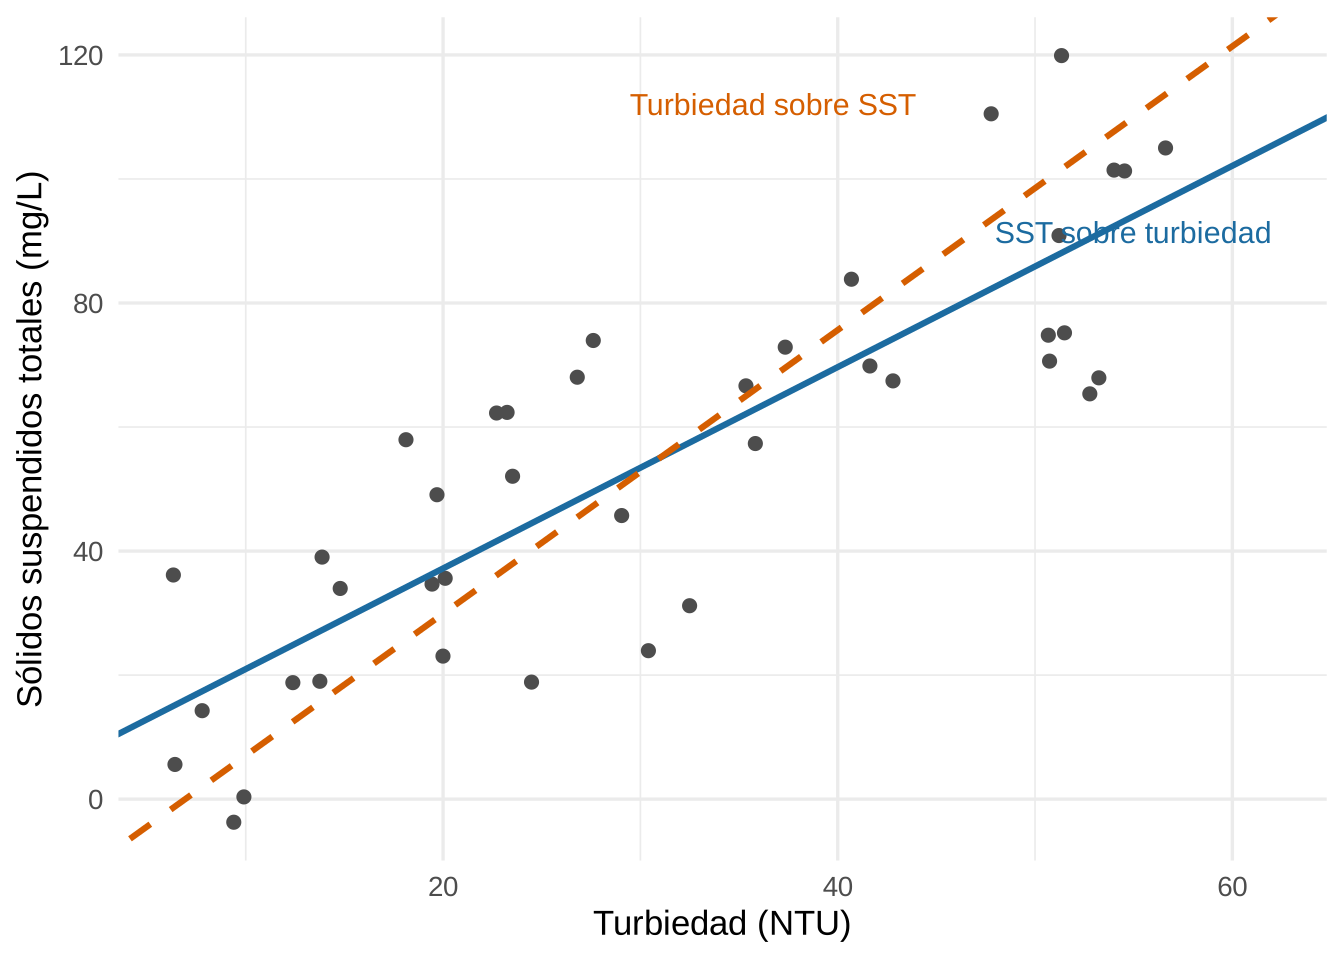 120
80
40
0
Sólidos suspendidos totales (mg/L)
Turbiedad sobre SST
SST sobre turbiedad
20
40
60
Turbiedad (NTU)